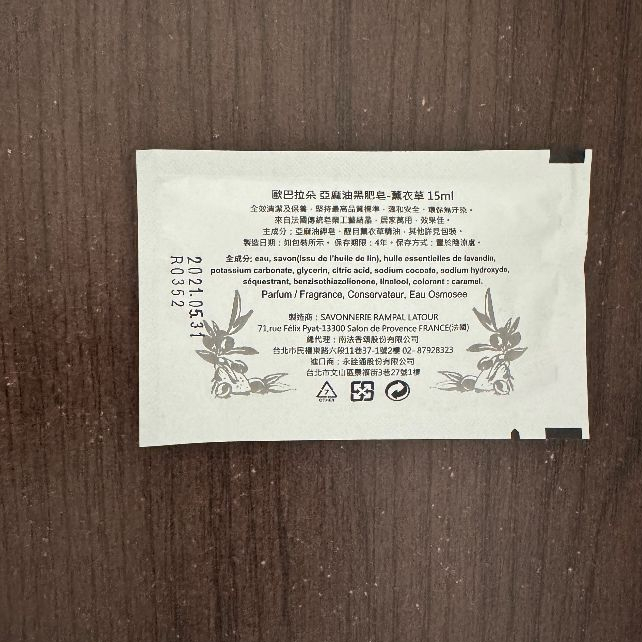 歐巴拉朵 亞麻油黑肥皂-薰衣草 15ml
全效清潔及保養，堅持最高品質標準，溫和安全，環保無汙染。
來自法國傳統皂藥工藝結晶，居家萬用，效果佳。
主成分：亞麻油鉀皂，醒目薰衣草精油，其他詳見包裝。
製造日期：如包裝所示。保存期限：4年。保存方式：置於陰涼處。
全成分: eau, savon(issu de l'huile de lin), huile essentielles de lavandin,
potassium carbonate, glycerin, citric acid, sodium cocoate, sodium hydroxyde,
séquestrant, benzisothiazolionone, linalool, colorant : caramel.
Parfum / Fragrance, Conservateur, Eau Osmosee
製造商：SAVONNERIE RAMPAL LATOUR
71,rue Félix Pyat-13300 Salon de Provence FRANCE(法國)
總代理：南法香頌股份有限公司
台北市民權東路六段11巷37-1號2樓 02- 87928323
進口商：永詮通股份有限公司
台北市文山區景福街3巷27號1樓
7
OTHER
2021.05.31
R0352